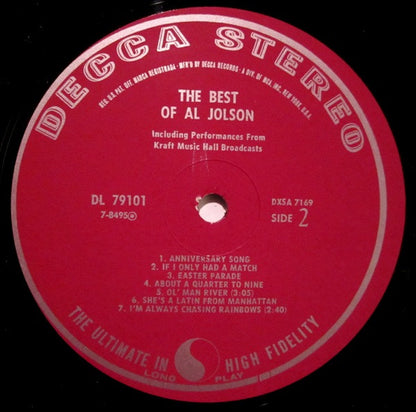 DECCA STEREO
REG. U.S. PAT. OFF. MARCA REGISTRADA • MF'D BY DECCA RECORDS • A DIV. OF MCA INC., NEW YORK, U.S.A.
THE BEST
OF AL JOLSON
Including Performances From
Kraft Music Hall Broadcasts
DL 79101
7-8495
DXSA 7169
SIDE 2
1. ANNIVERSARY SONG
2. IF I ONLY HAD A MATCH
3. EASTER PARADE
4. ABOUT A QUARTER TO NINE
5. OL' MAN RIVER (3:05)
6. SHE'S A LATIN FROM MANHATTAN
7. I'M ALWAYS CHASING RAINBOWS (2:40)
THE ULTIMATE IN HIGH FIDELITY
LONG PLAY